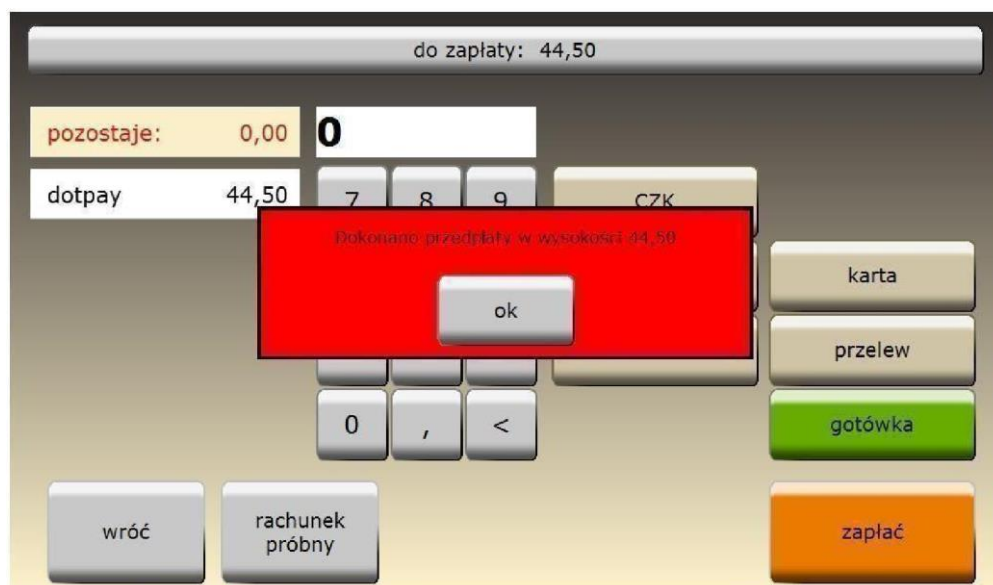 do zapłaty: 44,50
pozostaje: 0,00
0
dotpay 44,50
7 8 9
CZK
Dokonano przedpłaty w wysokości 44,50
ok
karta
przelew
0 , <
gotówka
wróć
rachunek
próbny
zapłać